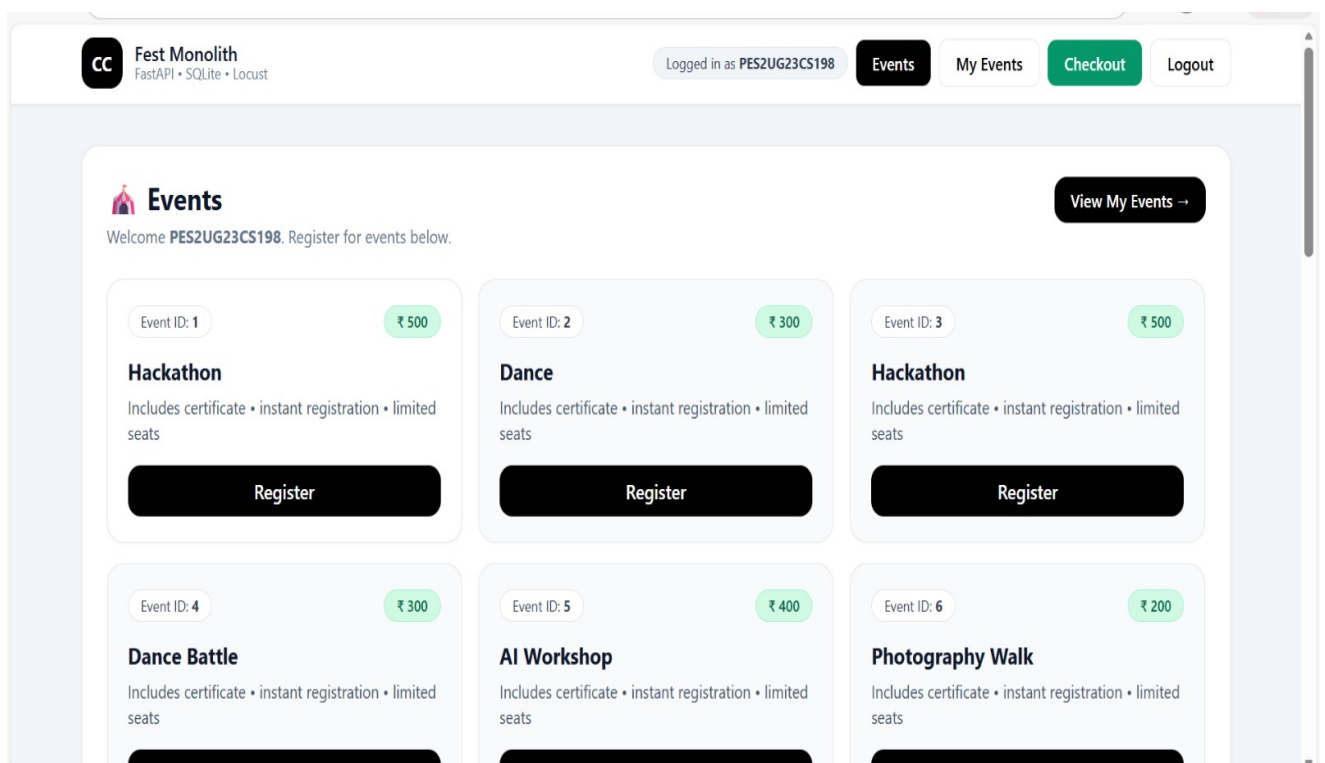 CC
Fest Monolith
FastAPI • SQLite • Locust
Logged in as PES2UG23CS198
Events
My Events
Checkout
Logout
Events
View My Events →
Welcome PES2UG23CS198. Register for events below.
Event ID: 1
₹ 500
Hackathon
Includes certificate • instant registration • limited
seats
Register
Event ID: 2
₹ 300
Dance
Includes certificate • instant registration • limited
seats
Register
Event ID: 3
₹ 500
Hackathon
Includes certificate • instant registration • limited
seats
Register
Event ID: 4
₹ 300
Dance Battle
Includes certificate • instant registration • limited
seats
Event ID: 5
₹ 400
AI Workshop
Includes certificate • instant registration • limited
seats
Event ID: 6
₹ 200
Photography Walk
Includes certificate • instant registration • limited
seats